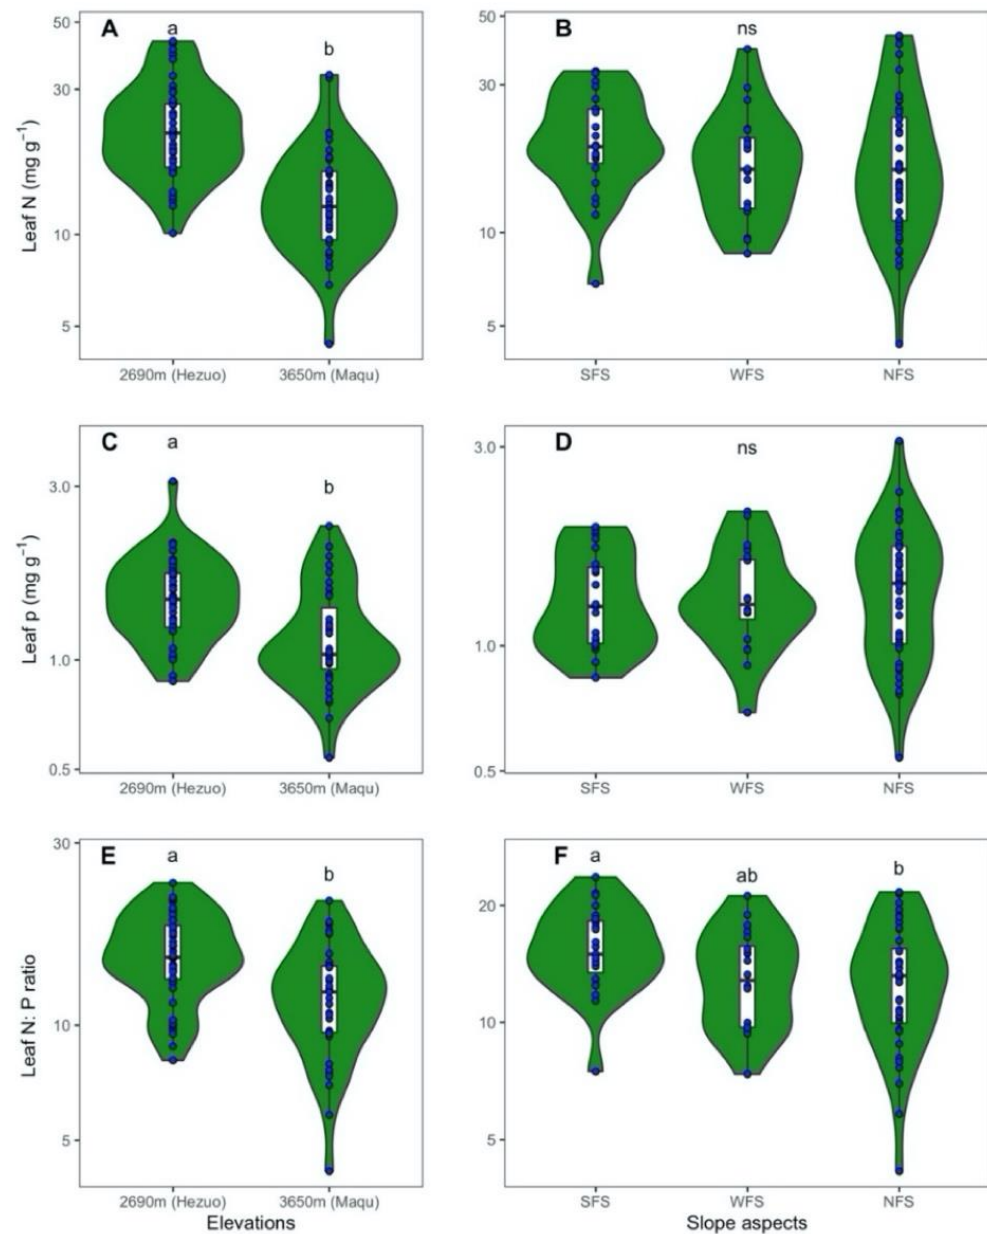 A
a
b
50
30
10
5
Leaf N (mg g⁻¹)
2690m (Hezuo)
3650m (Maqu)
B
ns
50
30
10
5
SFS
WFS
NFS
C
a
b
3.0
1.0
0.5
Leaf p (mg g⁻¹)
2690m (Hezuo)
3650m (Maqu)
D
ns
3.0
1.0
0.5
SFS
WFS
NFS
E
a
b
30
10
5
Leaf N: P ratio
2690m (Hezuo)
3650m (Maqu)
Elevations
F
a
ab
b
20
10
5
SFS
WFS
NFS
Slope aspects